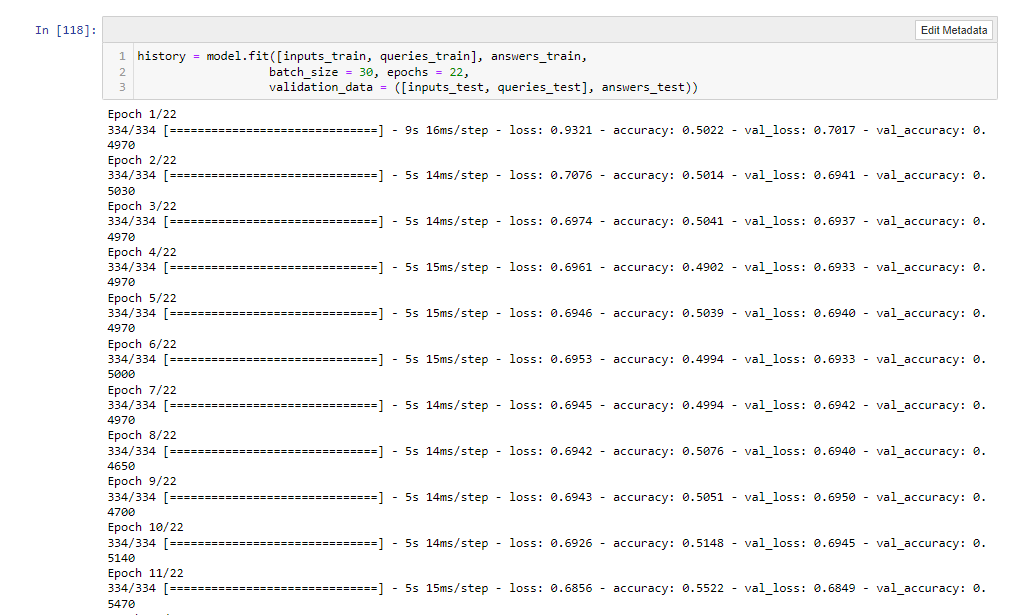 In [118]:
Edit Metadata
1 history = model.fit([inputs_train, queries_train], answers_train,
2 batch_size = 30, epochs = 22,
3 validation_data = ([inputs_test, queries_test], answers_test))
Epoch 1/22
334/334 [==============================] - 9s 16ms/step - loss: 0.9321 - accuracy: 0.5022 - val_loss: 0.7017 - val_accuracy: 0.
4970
Epoch 2/22
334/334 [==============================] - 5s 14ms/step - loss: 0.7076 - accuracy: 0.5014 - val_loss: 0.6941 - val_accuracy: 0.
5030
Epoch 3/22
334/334 [==============================] - 5s 14ms/step - loss: 0.6974 - accuracy: 0.5041 - val_loss: 0.6937 - val_accuracy: 0.
4970
Epoch 4/22
334/334 [==============================] - 5s 15ms/step - loss: 0.6961 - accuracy: 0.4902 - val_loss: 0.6933 - val_accuracy: 0.
4970
Epoch 5/22
334/334 [==============================] - 5s 15ms/step - loss: 0.6946 - accuracy: 0.5039 - val_loss: 0.6940 - val_accuracy: 0.
4970
Epoch 6/22
334/334 [==============================] - 5s 15ms/step - loss: 0.6953 - accuracy: 0.4994 - val_loss: 0.6933 - val_accuracy: 0.
5000
Epoch 7/22
334/334 [==============================] - 5s 14ms/step - loss: 0.6945 - accuracy: 0.4994 - val_loss: 0.6942 - val_accuracy: 0.
4970
Epoch 8/22
334/334 [==============================] - 5s 14ms/step - loss: 0.6942 - accuracy: 0.5076 - val_loss: 0.6940 - val_accuracy: 0.
4650
Epoch 9/22
334/334 [==============================] - 5s 14ms/step - loss: 0.6943 - accuracy: 0.5051 - val_loss: 0.6950 - val_accuracy: 0.
4700
Epoch 10/22
334/334 [==============================] - 5s 14ms/step - loss: 0.6926 - accuracy: 0.5148 - val_loss: 0.6945 - val_accuracy: 0.
5140
Epoch 11/22
334/334 [==============================] - 5s 15ms/step - loss: 0.6856 - accuracy: 0.5522 - val_loss: 0.6849 - val_accuracy: 0.
5470